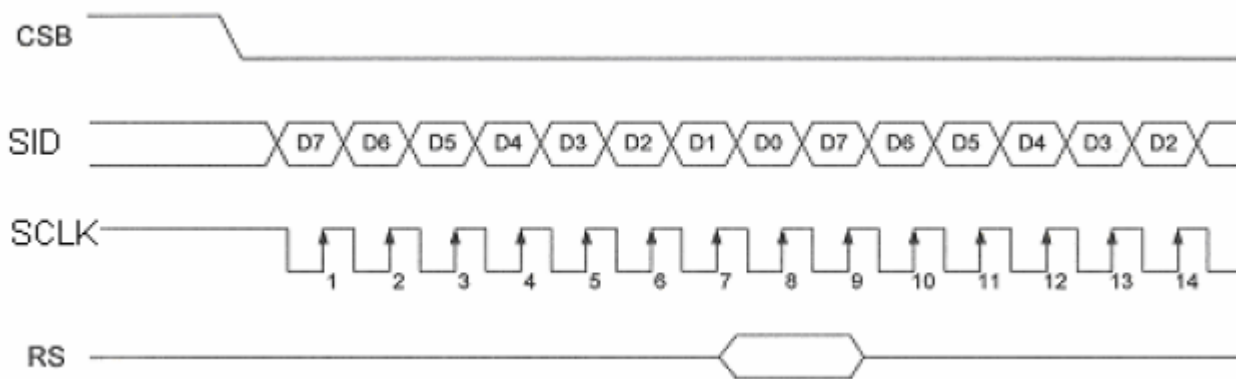 CSB
SID D7 D6 D5 D4 D3 D2 D1 D0 D7 D6 D5 D4 D3 D2
SCLK
1 2 3 4 5 6 7 8 9 10 11 12 13 14
RS